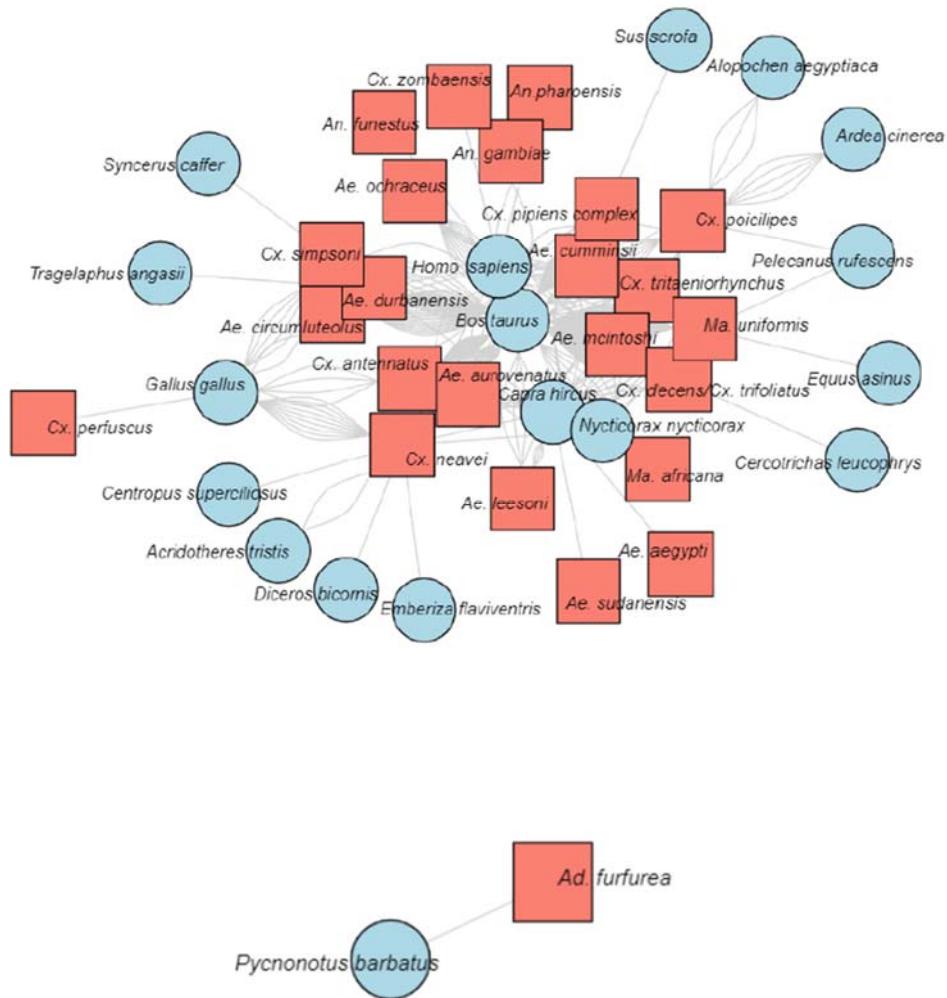 Sus scrofa
Alopochen aegyptiaca
Cx. zombaensis
An. pharoensis
An. funestus
Ardea cinerea
An. gambiae
Syncerus caffer
Ae. ochraceus
Cx. pipiens complex
Cx. poicilipes
Cx. simpsoni
Ae. cumminsii
Pelecanus rufescens
Homo sapiens
Tragelaphus angasii
Cx. tritaeniorhynchus
Ae. durbanensis
Bos taurus
Ae. circumluteolus
Ma. uniformis
Ae. mcintoshi
Cx. antennatus
Ae. aurovenatus
Equus asinus
Gallus gallus
Capra hircus
Cx. decens/Cx. trifoliatus
Cx. perfuscus
Nycticorax nycticorax
Cx. neavei
Cercotrichas leucophrys
Ma. africana
Centropus superciliosus
Ae. leesoni
Acridotheres tristis
Ae. aegypti
Diceros bicornis
Emberiza flaviventris
Ae. sudanensis
Ad. furfurea
Pycnonotus barbatus